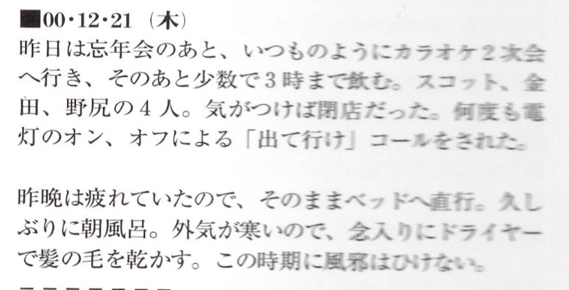 ■00・12・21（木）
昨日は忘年会のあと、いつものようにカラオケ2次会
へ行き、そのあと少数で3時まで飲む。スコット、金
田、野尻の4人。気がつけば閉店だった。何度も電
灯のオン、オフによる「出て行け」コールをされた。
昨晩は疲れていたので、そのままベッドへ直行。久し
ぶりに朝風呂。外気が寒いので、念入りにドライヤー
で髪の毛を乾かす。この時期に風邪はひけない。